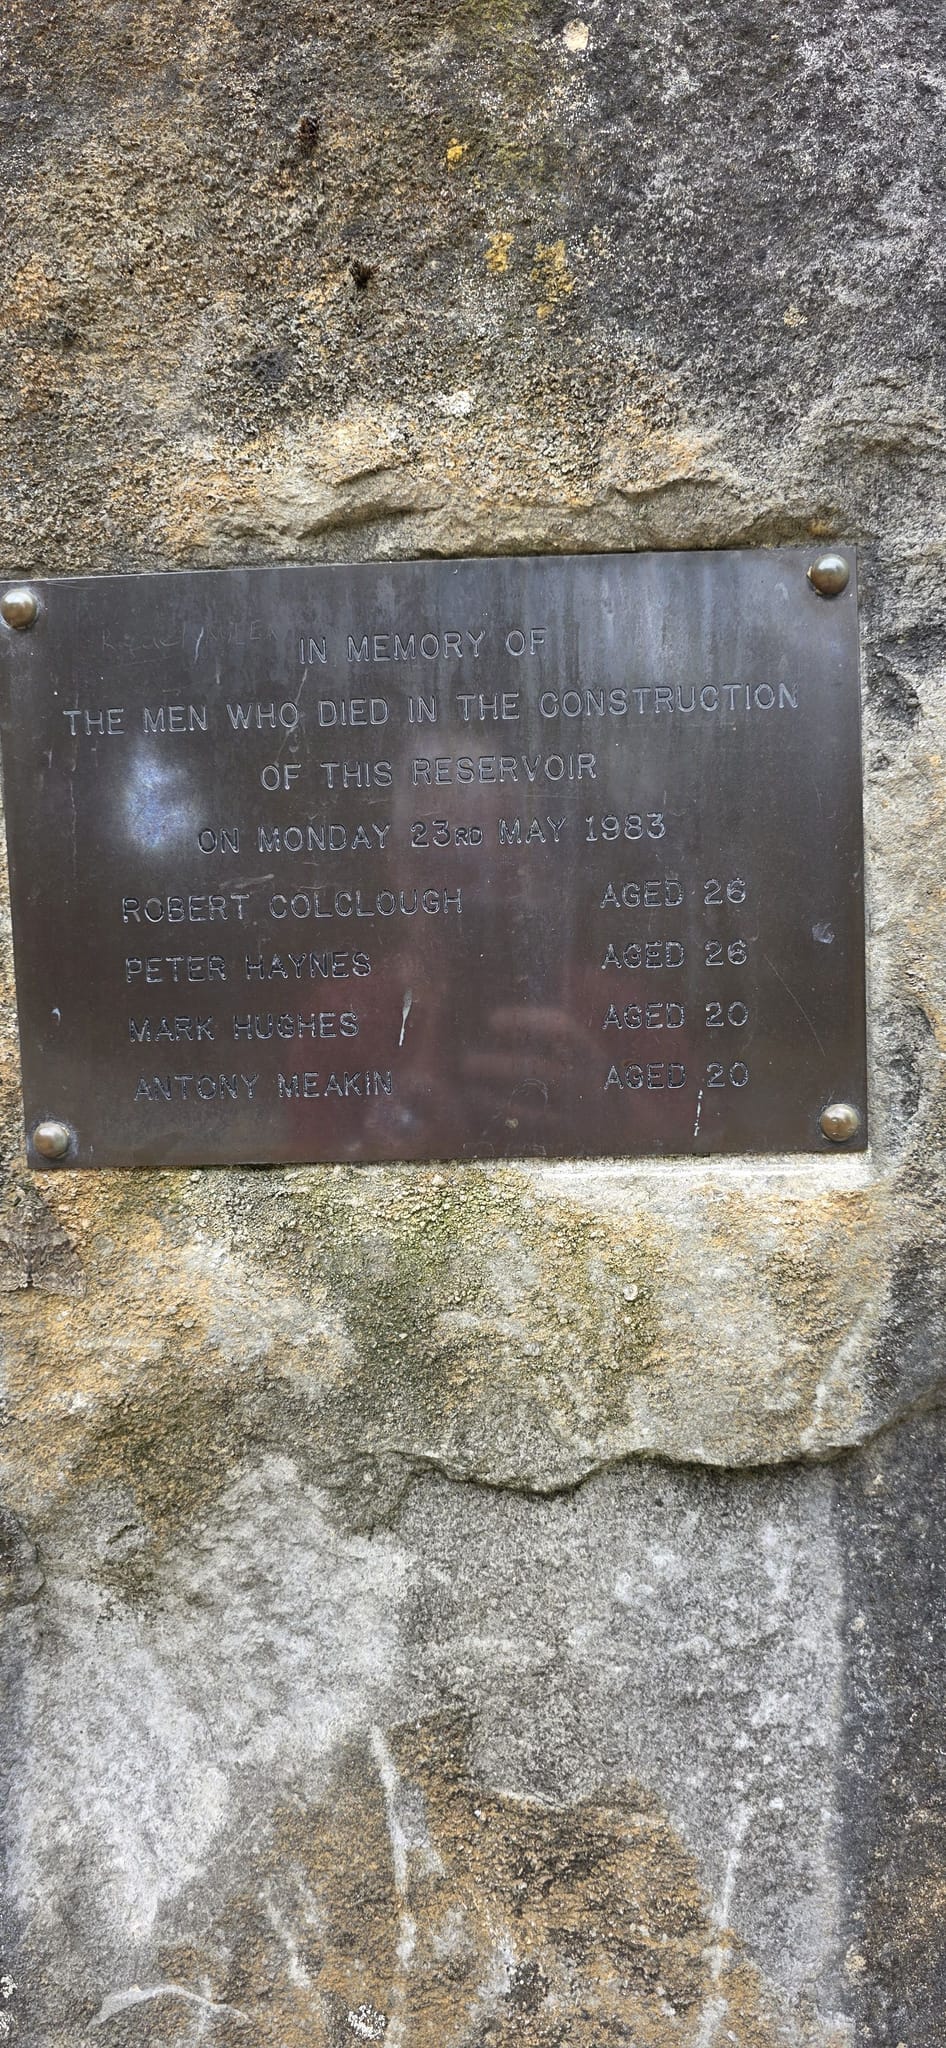 IN MEMORY OF
THE MEN WHO DIED IN THE CONSTRUCTION
OF THIS RESERVOIR
ON MONDAY 23RD MAY 1983
ROBERT COLCLOUGH AGED 26
PETER HAYNES AGED 26
MARK HUGHES AGED 20
ANTONY MEAKIN AGED 20